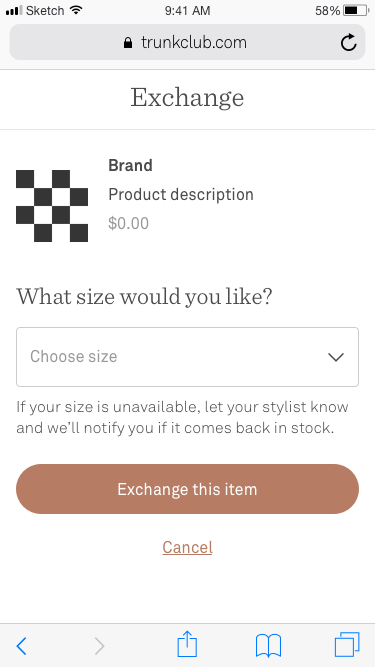 Sketch 9:41 AM 58%
trunkclub.com
Exchange
Brand
Product description
$0.00
What size would you like?
Choose size
If your size is unavailable, let your stylist know
and we’ll notify you if it comes back in stock.
Exchange this item
Cancel